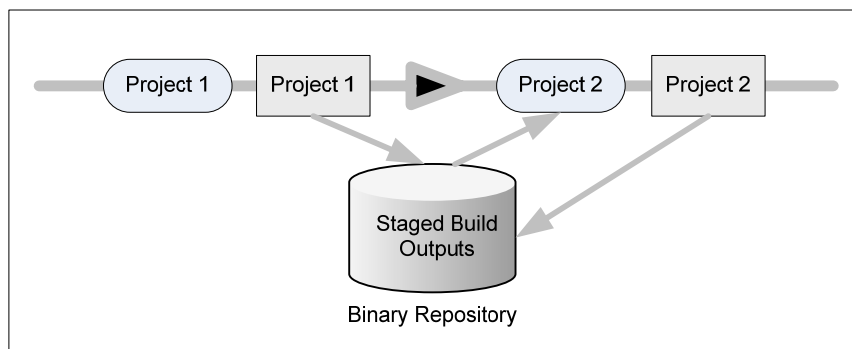 Project 1
Project 1
Project 2
Project 2
Staged Build
Outputs
Binary Repository